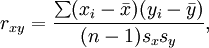 r_{xy} = \frac{\sum (x_i - \bar{x})(y_i - \bar{y})}{(n-1)s_x s_y},